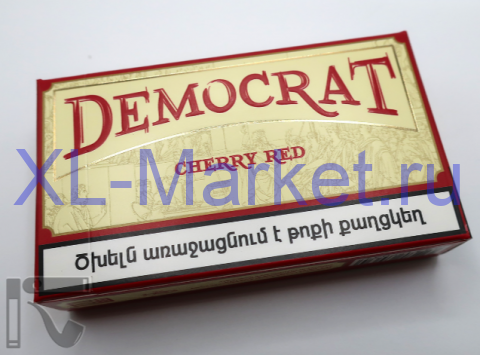 DEMOCRAT
CHERRY RED
XL-Market.ru
Ծխելն առաջացնում է թոքի քաղցկեղ